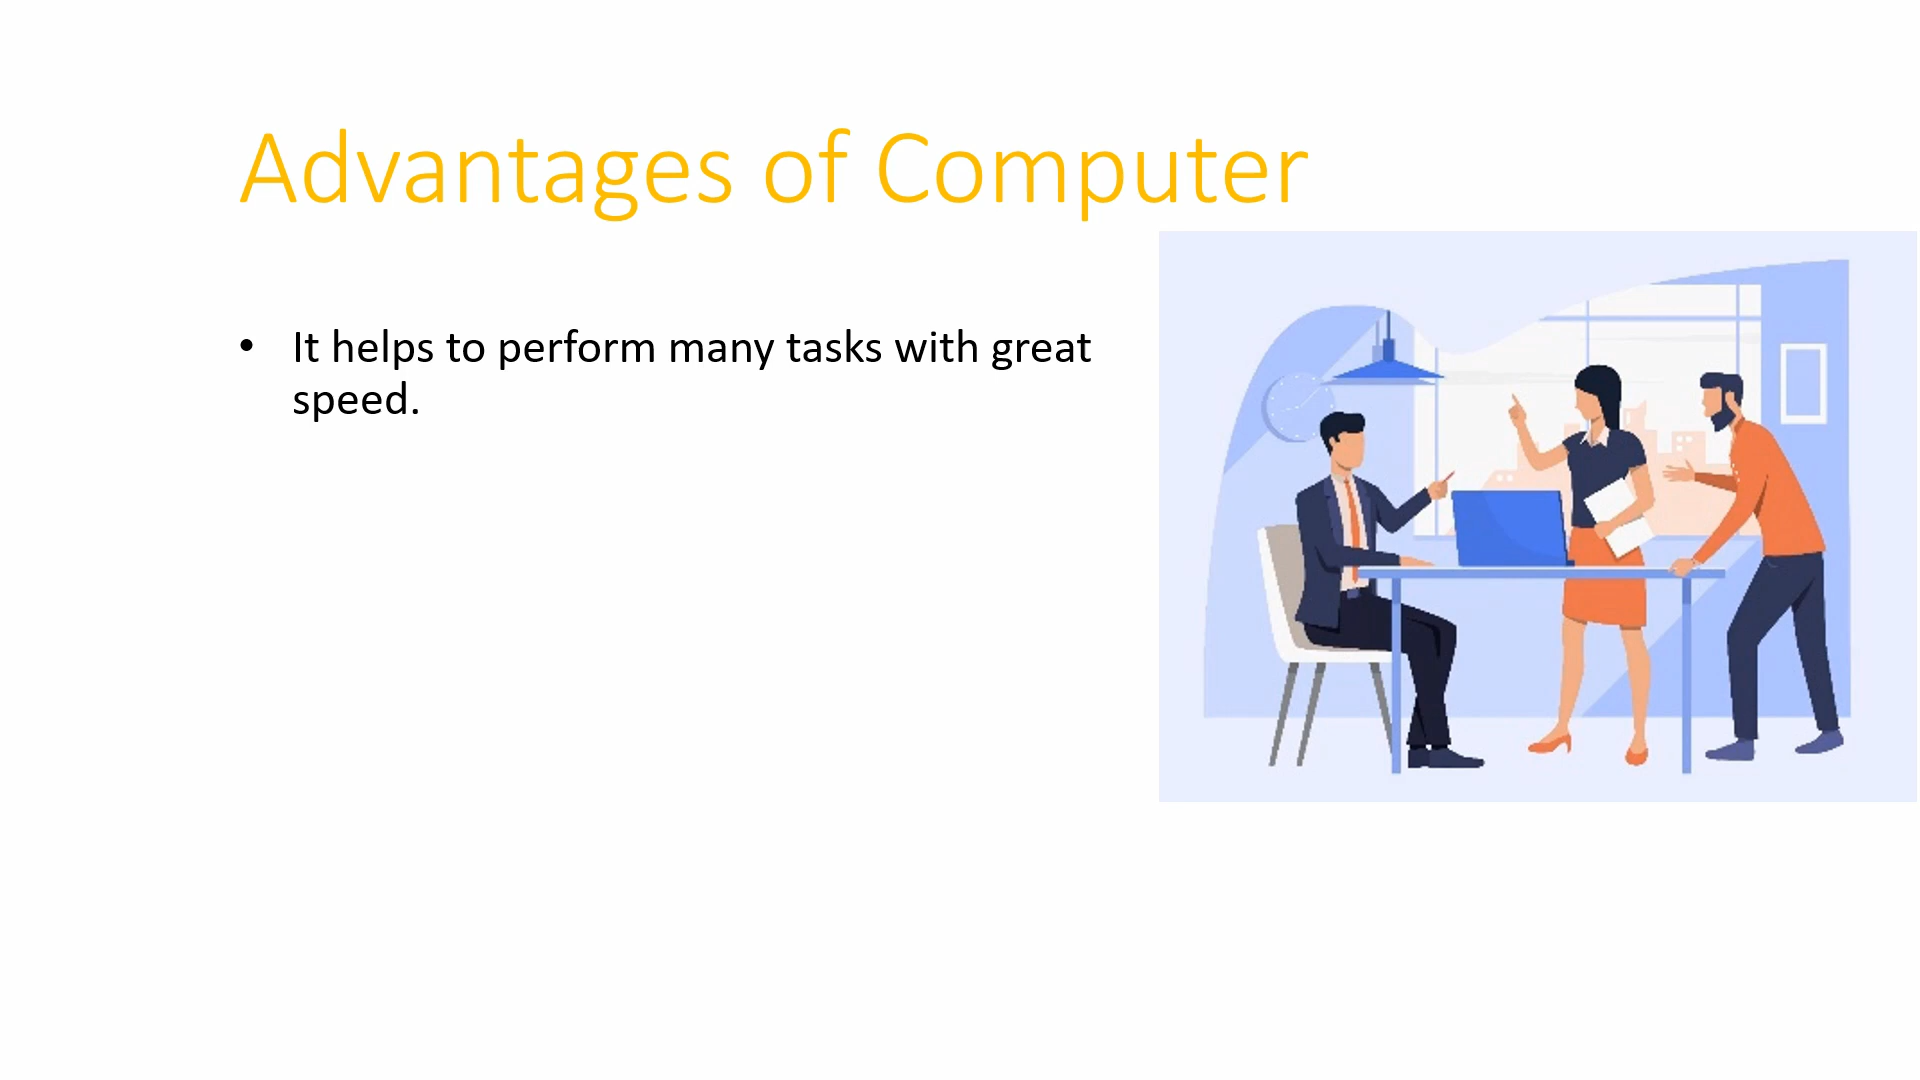 Advantages of Computer
• It helps to perform many tasks with great
speed.